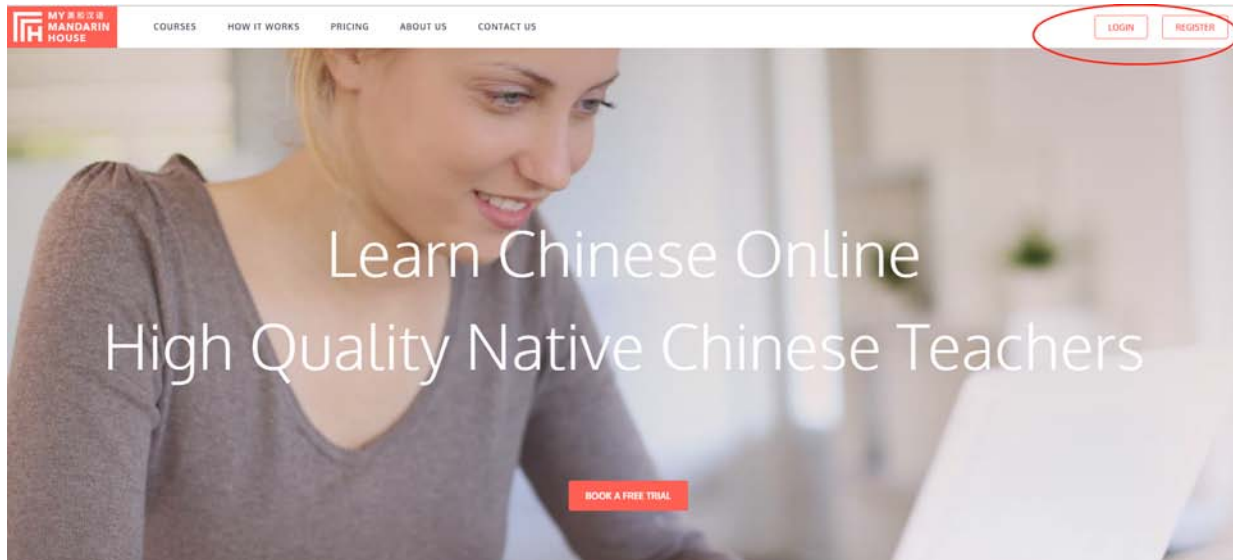 MY 美和汉语
MANDARIN
HOUSE
COURSES HOW IT WORKS PRICING ABOUT US CONTACT US LOGIN REGISTER
Learn Chinese Online
High Quality Native Chinese Teachers
BOOK A FREE TRIAL